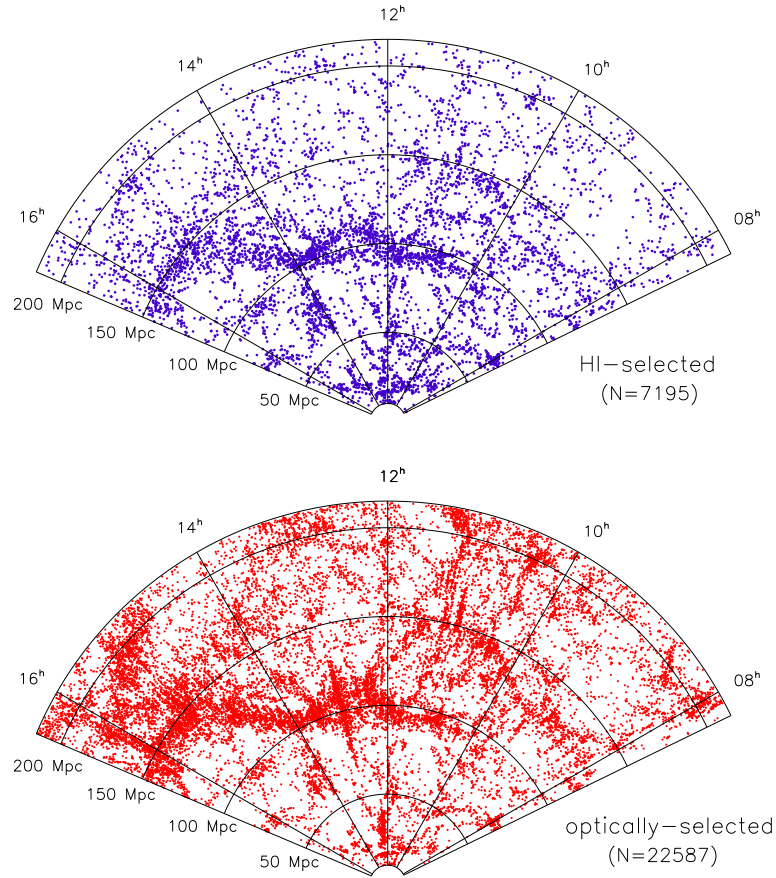 12ʰ
14ʰ
10ʰ
16ʰ
08ʰ
200 Mpc
150 Mpc
100 Mpc
50 Mpc
HI–selected
(N=7195)
12ʰ
14ʰ
10ʰ
16ʰ
08ʰ
200 Mpc
150 Mpc
100 Mpc
50 Mpc
optically–selected
(N=22587)